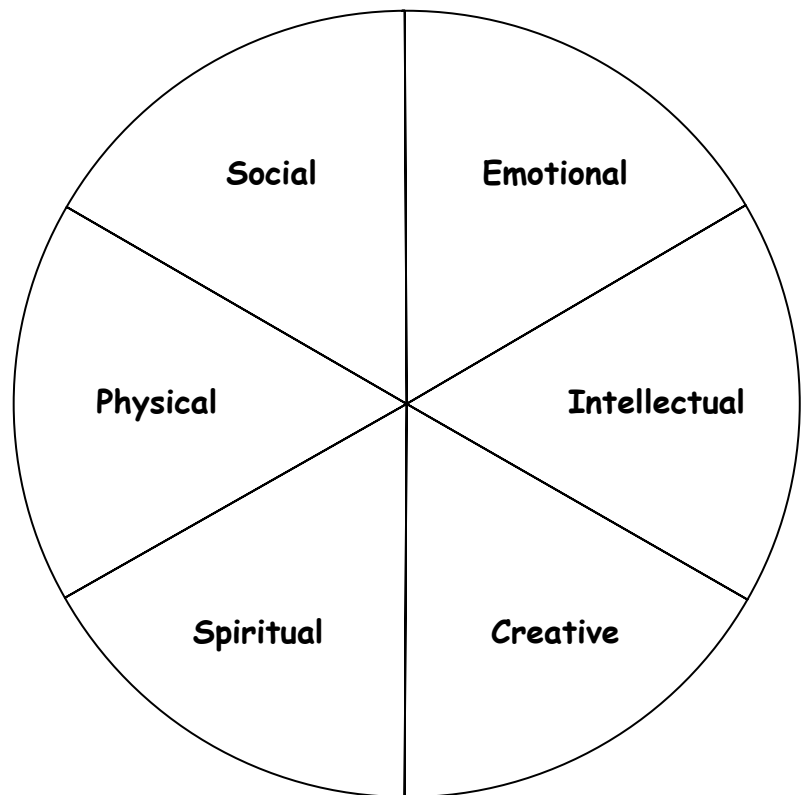 Social
Emotional
Physical
Intellectual
Spiritual
Creative